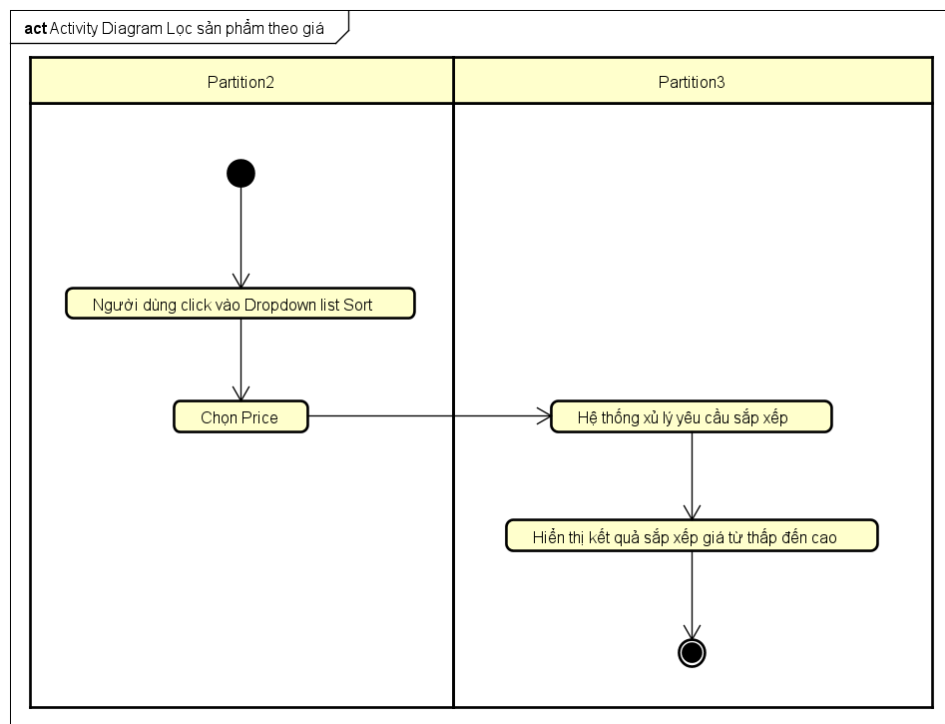 act Activity Diagram Lọc sản phẩm theo giá
Partition2
Partition3
Người dùng click vào Dropdown list Sort
Chọn Price
Hệ thống xử lý yêu cầu sắp xếp
Hiển thị kết quả sắp xếp giá từ thấp đến cao